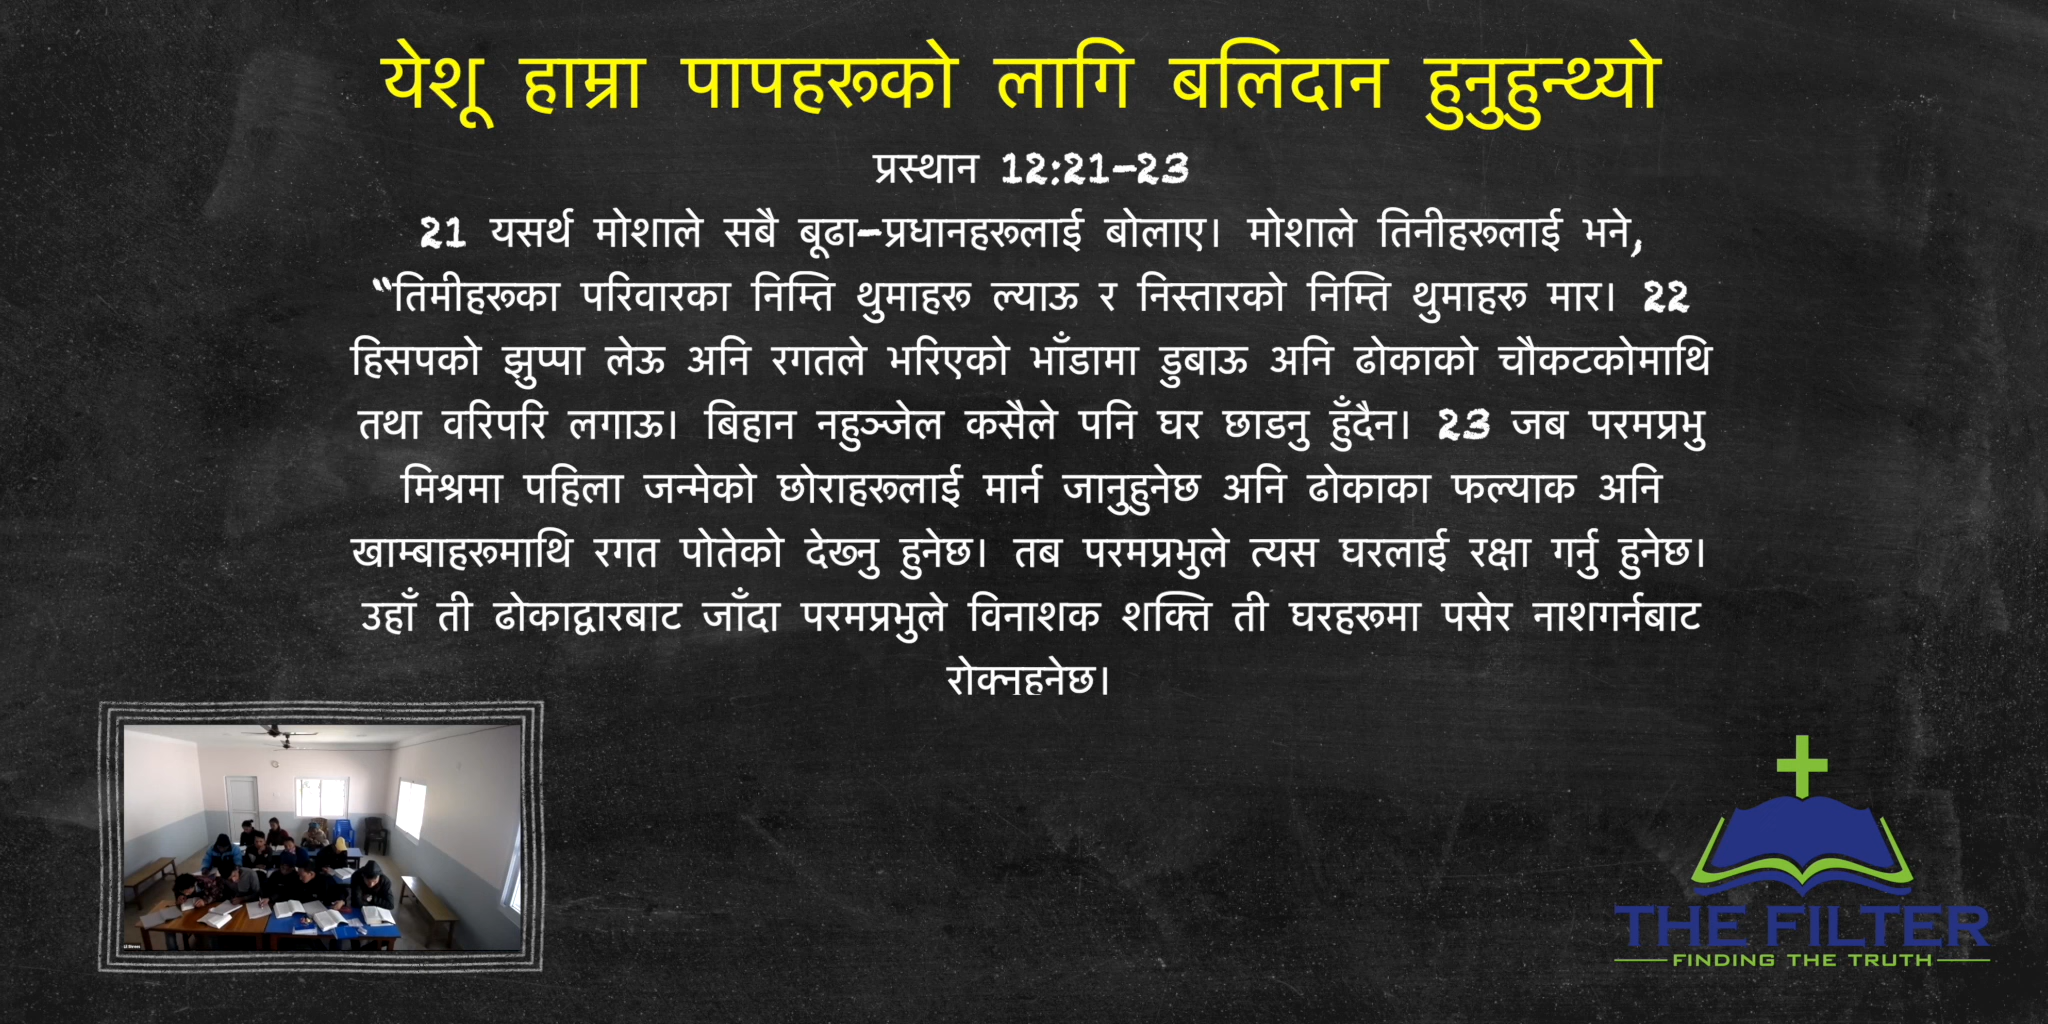 येशू हाम्रा पापहरूको लागि बलिदान हुनुहुन्थ्यो
प्रस्थान 12:21-23
21 यसर्थ मोशाले सबै बूढा-प्रधानहरूलाई बोलाए। मोशाले तिनीहरूलाई भने,
“तिमीहरूका परिवारका निम्ति थुमाहरू ल्याऊ र निस्तारको निम्ति थुमाहरू मार। 22
हिसपको झुप्पा लेऊ अनि रगतले भरिएको भाँडामा डुबाऊ अनि ढोकाको चौकटकोमाथि
तथा वरिपरि लगाऊ। बिहान नहुञ्जेल कसैले पनि घर छाडनु हुँदैन। 23 जब परमप्रभु
मिश्रमा पहिला जन्मेको छोराहरूलाई मार्न जानुहुनेछ अनि ढोकाका फल्याक अनि
खाम्बाहरूमाथि रगत पोतेको देख्नु हुनेछ। तब परमप्रभुले त्यस घरलाई रक्षा गर्नु हुनेछ।
उहाँ ती ढोकाद्वारबाट जाँदा परमप्रभुले विनाशक शक्ति ती घरहरूमा पसेर नाशगर्नबाट
रोक्नुहुनेछ।
THE FILTER
FINDING THE TRUTH